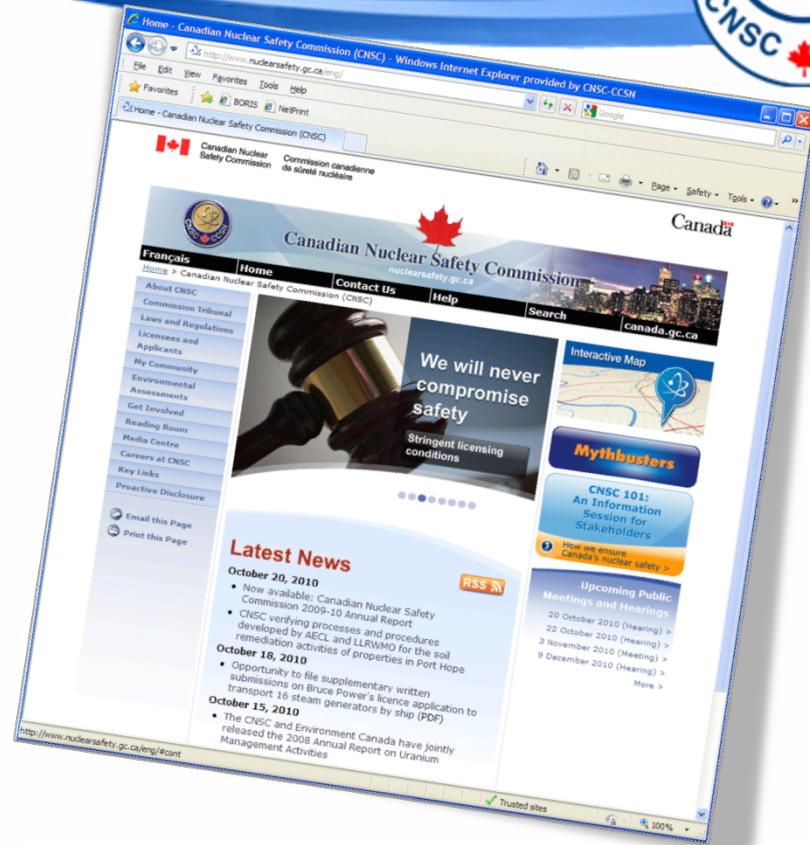 CNSC
Home - Canadian Nuclear Safety Commission (CNSC) - Windows Internet Explorer provided by CNSC-CCSN
http://www.nuclearsafety.gc.ca/eng/
Google
File Edit View Favorites Tools Help
Favorites BORIS NetPrint
Home - Canadian Nuclear Safety Commission (CNSC)
Page Safety Tools
Canadian Nuclear
Safety Commission
Commission canadienne
de sûreté nucléaire
Canada
CNSC CCSN
Canadian Nuclear Safety Commission
nuclearsafety.gc.ca
Français Home Contact Us Help Search canada.gc.ca
Home > Canadian Nuclear Safety Commission (CNSC)
About CNSC
Commission Tribunal
Laws and Regulations
Licensees and
Applicants
My Community
Environmental
Assessments
Get Involved
Reading Room
Media Centre
Careers at CNSC
Key Links
Proactive Disclosure
Email this Page
Print this Page
We will never
compromise
safety
Stringent licensing
conditions
Latest News
RSS
October 20, 2010
• Now available: Canadian Nuclear Safety
Commission 2009-10 Annual Report
• CNSC verifying processes and procedures
developed by AECL and LLRWMO for the soil
remediation activities of properties in Port Hope
October 18, 2010
• Opportunity to file supplementary written
submissions on Bruce Power's licence application to
transport 16 steam generators by ship (PDF)
October 15, 2010
• The CNSC and Environment Canada have jointly
released the 2008 Annual Report on Uranium
Management Activities
Interactive Map
Mythbusters
CNSC 101:
An Information
Session for
Stakeholders
How we ensure
Canada's nuclear safety >
Upcoming Public
Meetings and Hearings
20 October 2010 (Hearing) >
22 October 2010 (Hearing) >
3 November 2010 (Meeting) >
9 December 2010 (Hearing) >
More >
http://www.nuclearsafety.gc.ca/eng/#cont
Trusted sites
100%